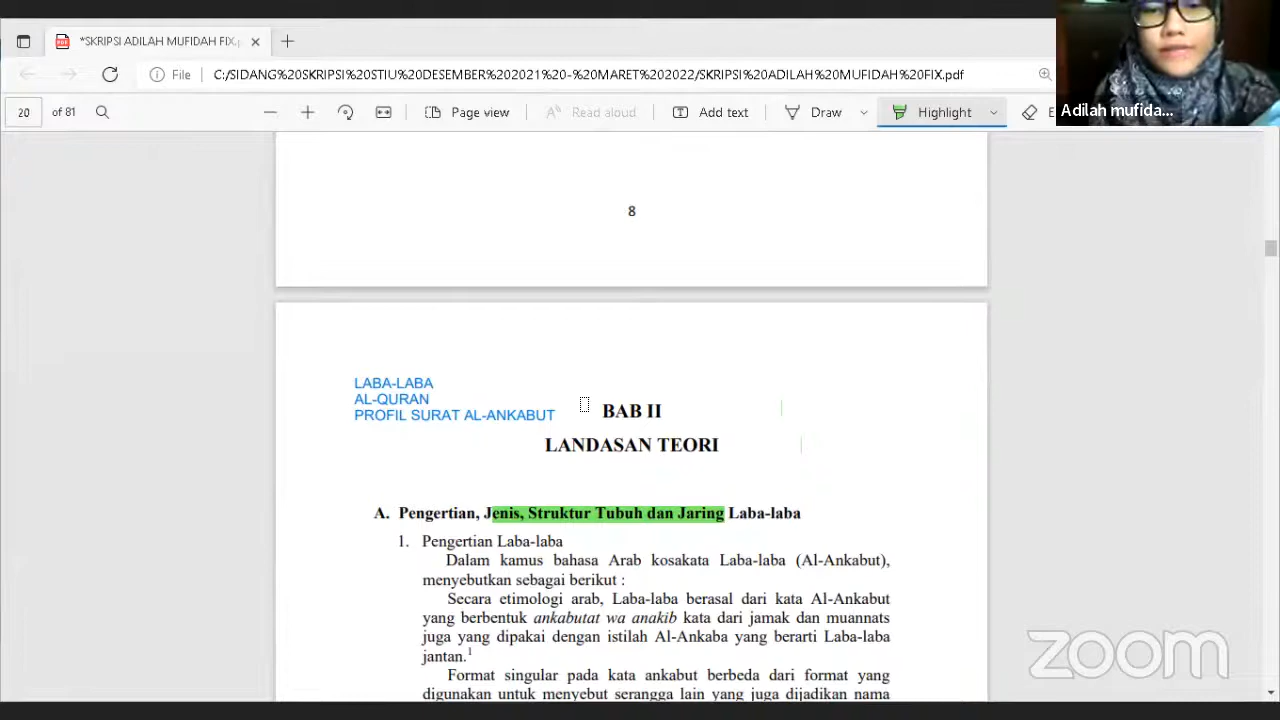 *SKRIPSI ADILAH MUFIDAH FIX.p
File
C:/SIDANG%20SKRIPSI%20STIU%20DESEMBER%202021%20-%20MARET%202022/SKRIPSI%20ADILAH%20MUFIDAH%20FIX.pdf
20 of 81
Page view
Read aloud
Add text
Draw
Highlight
E
Adilah mufida...
8
LABA-LABA
AL-QURAN
PROFIL SURAT AL-ANKABUT
BAB II
LANDASAN TEORI
A. Pengertian, Jenis, Struktur Tubuh dan Jaring Laba-laba
1. Pengertian Laba-laba
Dalam kamus bahasa Arab kosakata Laba-laba (Al-Ankabut),
menyebutkan sebagai berikut :
Secara etimologi arab, Laba-laba berasal dari kata Al-Ankabut
yang berbentuk ankabutat wa anakib kata dari jamak dan muannats
juga yang dipakai dengan istilah Al-Ankaba yang berarti Laba-laba
jantan.1
Format singular pada kata ankabut berbeda dari format yang
digunakan untuk menyebut serangga lain yang juga dijadikan nama
zoom